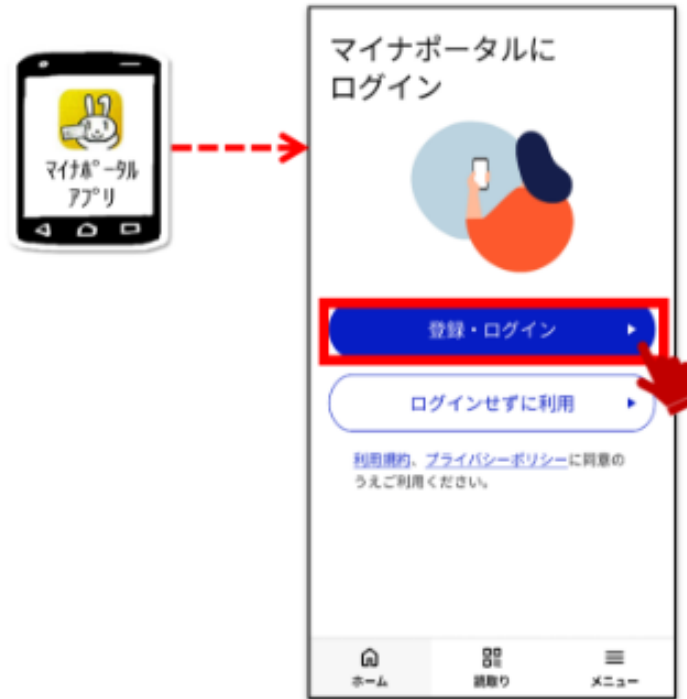 マイナポータル
アプリ
マイナポータルに
ログイン
登録・ログイン
ログインせずに利用
利用規約、プライバシーポリシーに同意の
うえご利用ください。
ホーム
読取り
メニュー